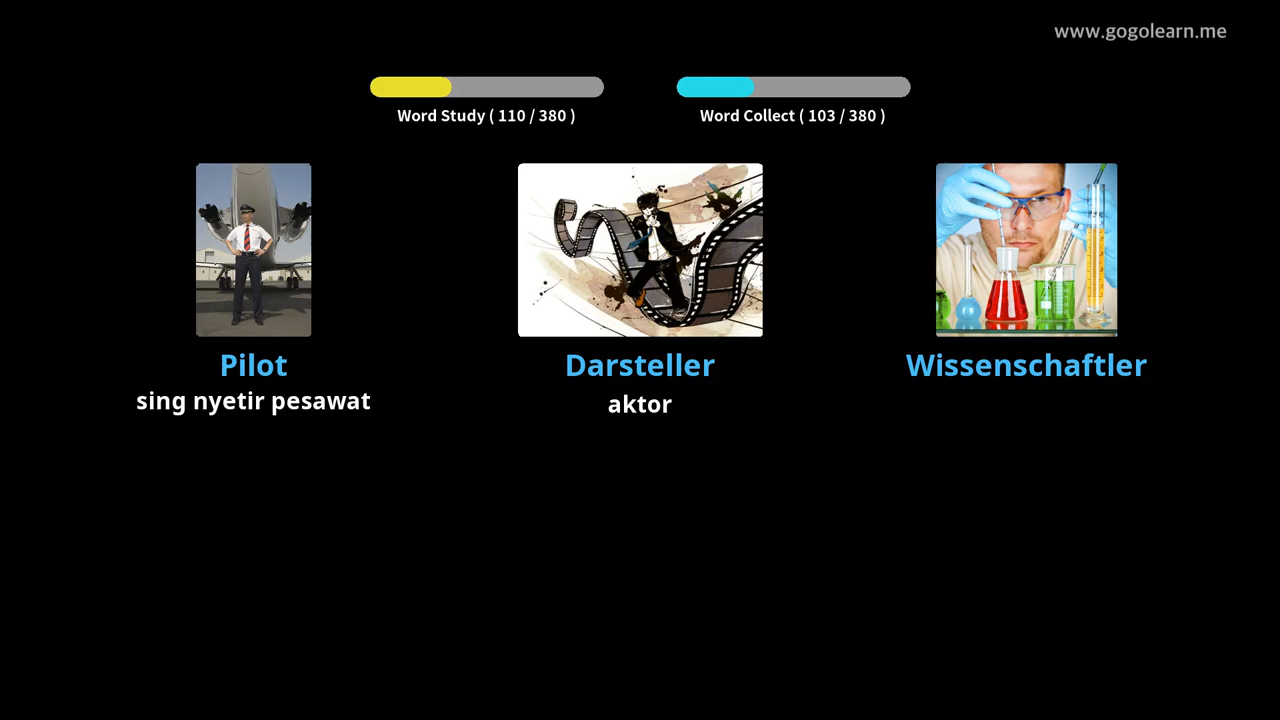 www.gogolearn.me
Word Study ( 110 / 380 )
Word Collect ( 103 / 380 )
Pilot
sing nyetir pesawat
Darsteller
aktor
Wissenschaftler